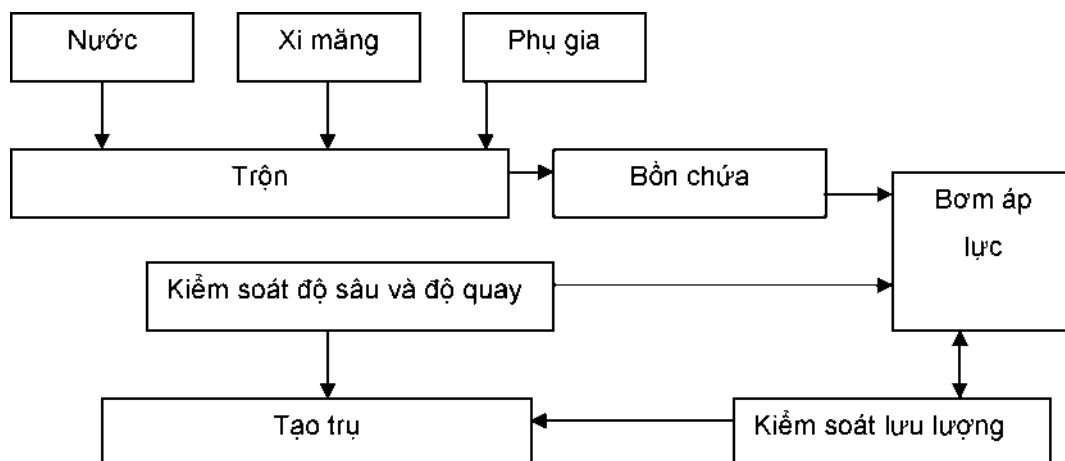 Nước
Xi măng
Phụ gia
Trộn
Bồn chứa
Bơm áp
lực
Kiểm soát độ sâu và độ quay
Tạo trụ
Kiểm soát lưu lượng